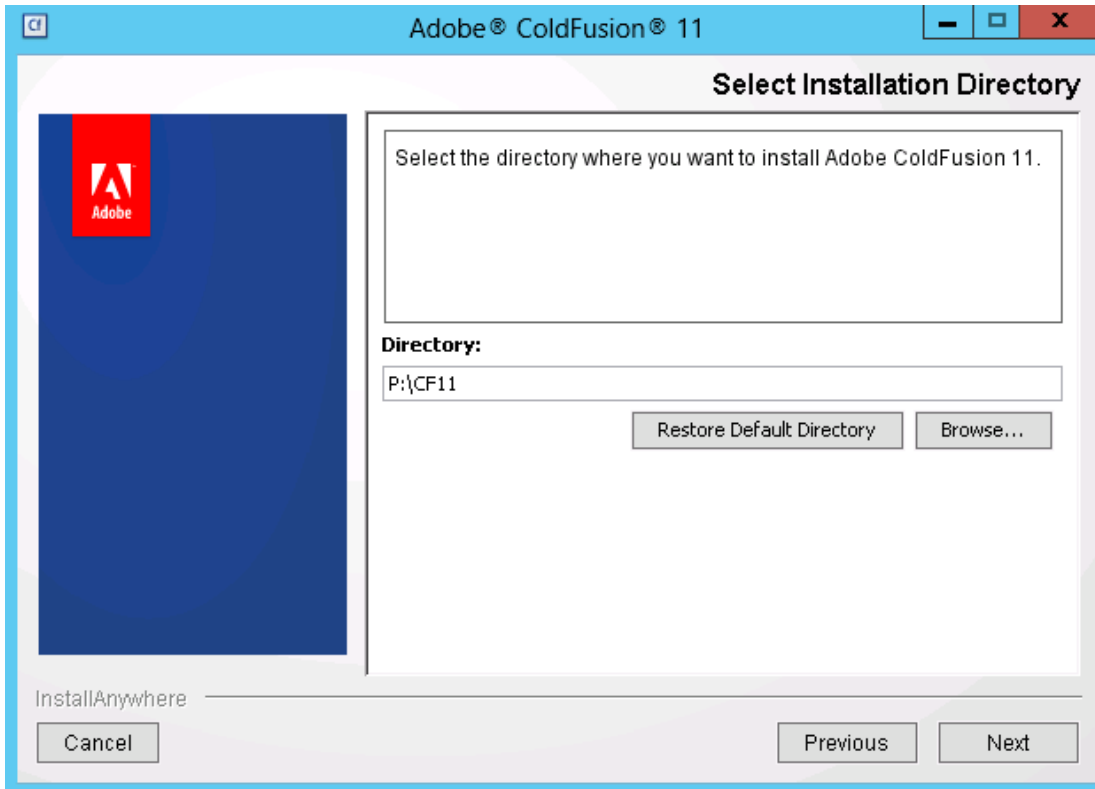 Cf
Adobe® ColdFusion® 11
x
Select Installation Directory
Adobe
Select the directory where you want to install Adobe ColdFusion 11.
Directory:
P:\CF11
Restore Default Directory
Browse...
InstallAnywhere
Cancel
Previous
Next